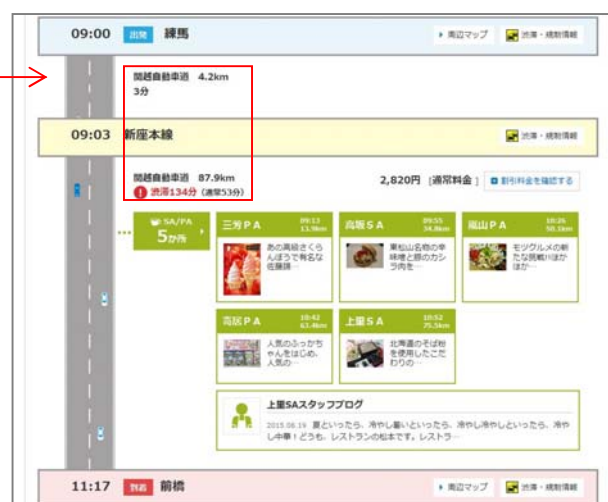 09:00 出発 練馬 周辺マップ 渋滞・規制情報
関越自動車道 4.2km
3分
09:03 新座本線 渋滞・規制情報
関越自動車道 87.9km 2,820円 [通常料金] 割引料金を確認する
渋滞134分 (通常53分)
SA/PA
5か所
三芳PA 09:13 13.9km
あの高級さくら
んぼうで有名な
佐藤錦…
高坂SA 09:55 34.8km
東松山名物の辛
味噌と豚のカシ
ラ肉を…
嵐山PA 10:26 50.1km
モツグルメの新
たな挑戦!!ほか
ほか…
高坂PA 10:42 63.4km
人気のふっかち
ゃんをはじめ、
人気の…
上里SA 10:52 75.5km
北海道のそば粉
を使用したこだ
わりの…
上里SAスタッフブログ
2015.06.19 夏といったら、冷やし暑いといったら、冷やし冷やしといったら、冷や
し中華！どうも、レストランの松本です。レストラ…
11:17 到着 前橋 周辺マップ 渋滞・規制情報